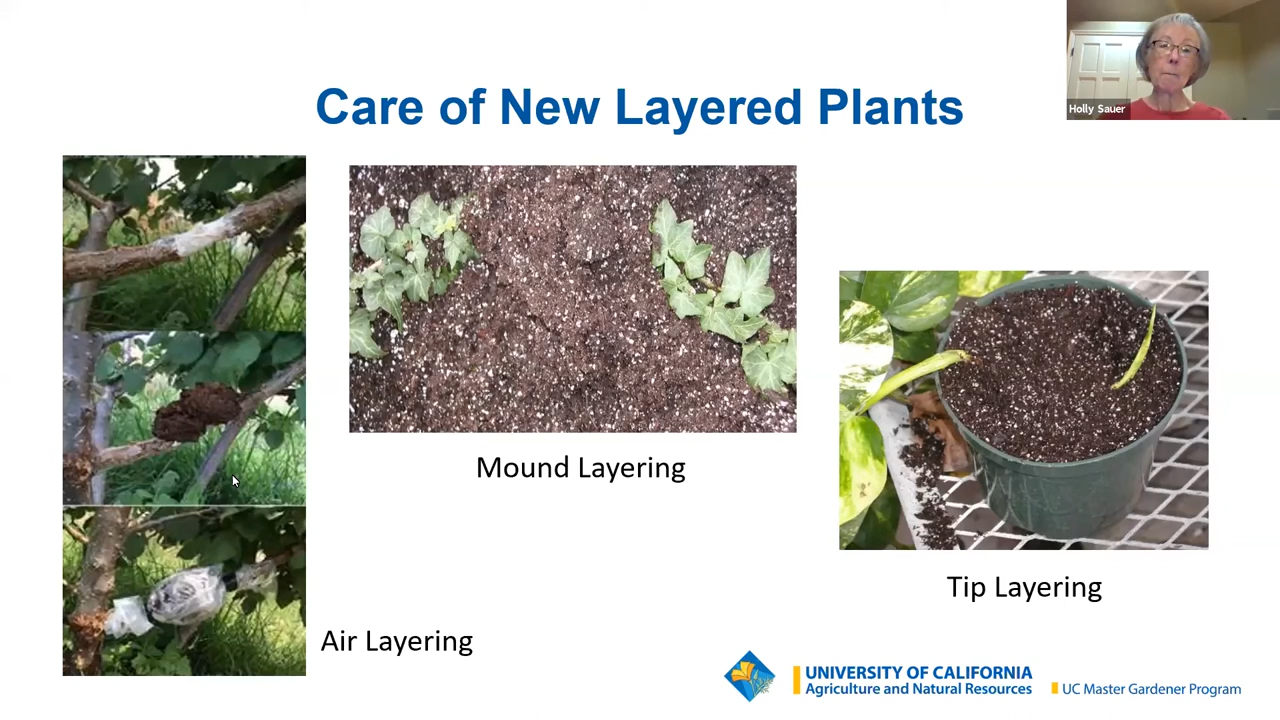 Holly Sauer
Care of New Layered Plants
Mound Layering
Tip Layering
Air Layering
UNIVERSITY OF CALIFORNIA
Agriculture and Natural Resources
UC Master Gardener Program